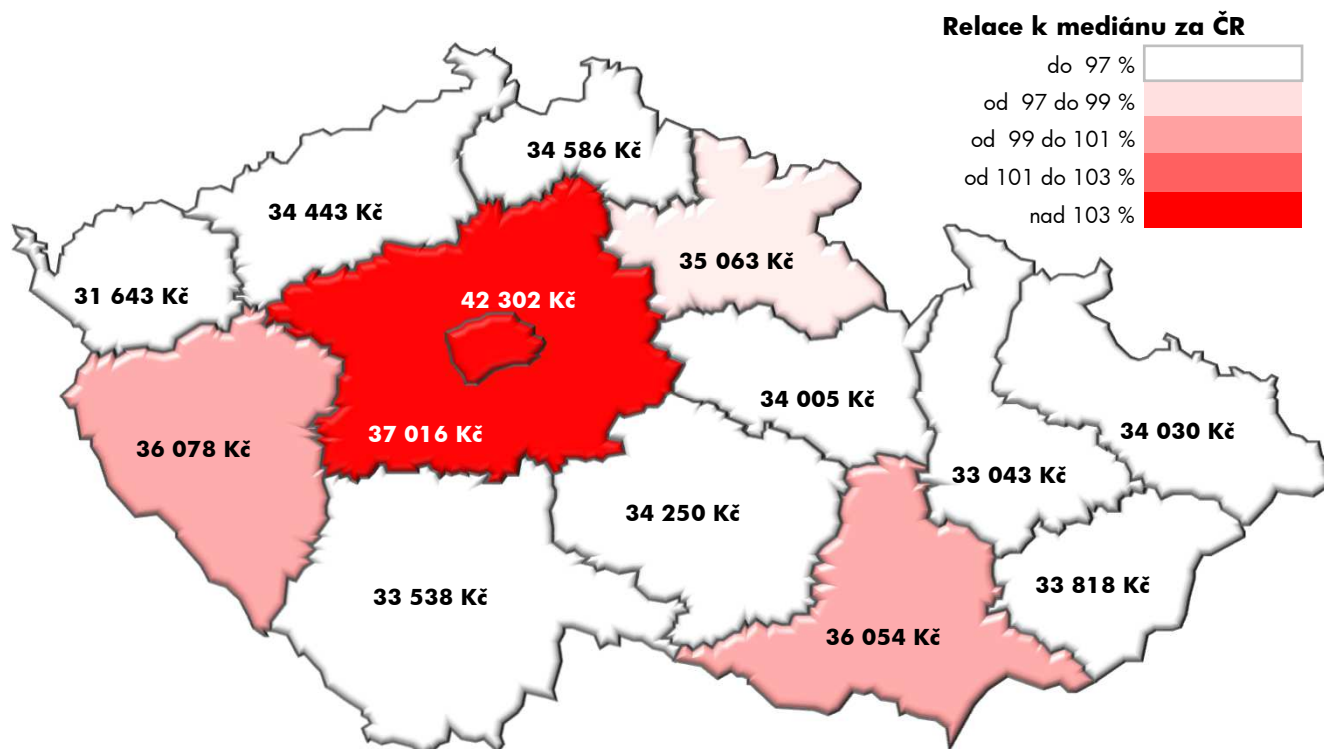 Relace k mediánu za ČR
do 97 %
od 97 do 99 %
od 99 do 101 %
od 101 do 103 %
nad 103 %
34 586 Kč
34 443 Kč
35 063 Kč
31 643 Kč
42 302 Kč
34 005 Kč
37 016 Kč
36 078 Kč
34 030 Kč
33 043 Kč
34 250 Kč
33 818 Kč
33 538 Kč
36 054 Kč